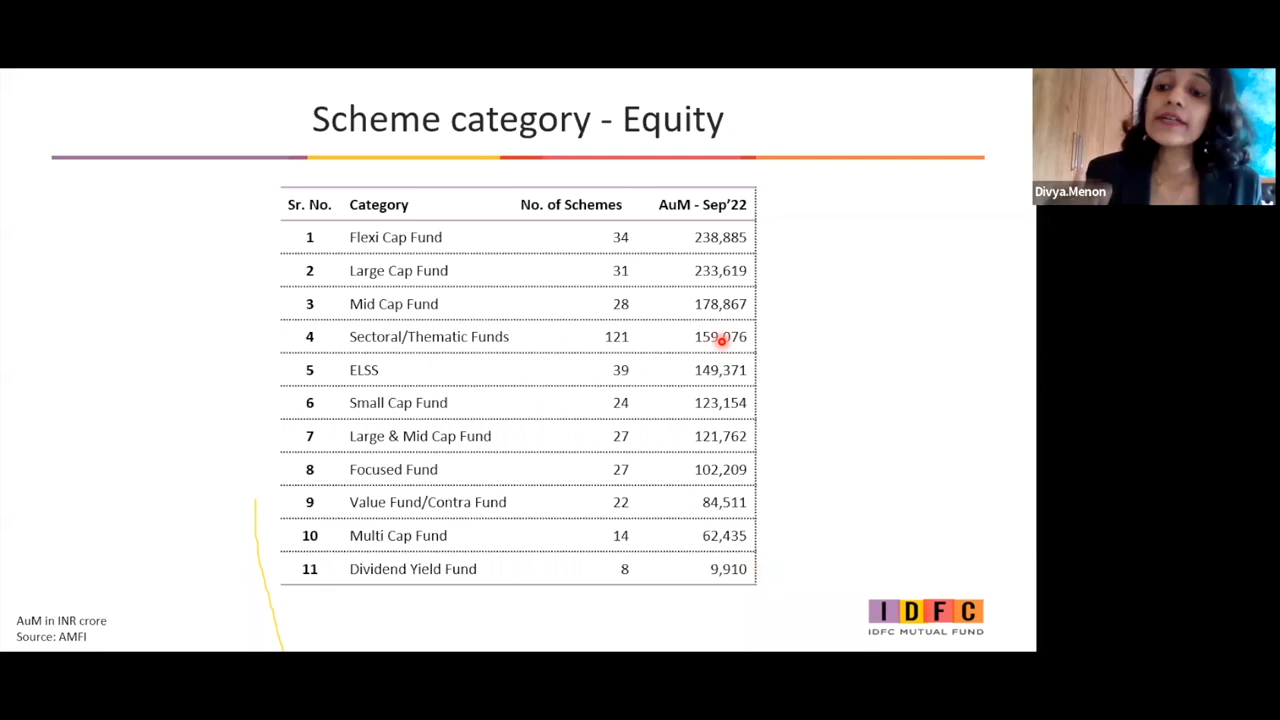 Scheme category - Equity
Sr. No. Category No. of Schemes AuM - Sep'22
1 Flexi Cap Fund 34 238,885
2 Large Cap Fund 31 233,619
3 Mid Cap Fund 28 178,867
4 Sectoral/Thematic Funds 121 159,076
5 ELSS 39 149,371
6 Small Cap Fund 24 123,154
7 Large & Mid Cap Fund 27 121,762
8 Focused Fund 27 102,209
9 Value Fund/Contra Fund 22 84,511
10 Multi Cap Fund 14 62,435
11 Dividend Yield Fund 8 9,910
AuM in INR crore
Source: AMFI
IDFC
IDFC MUTUAL FUND
Divya.Menon